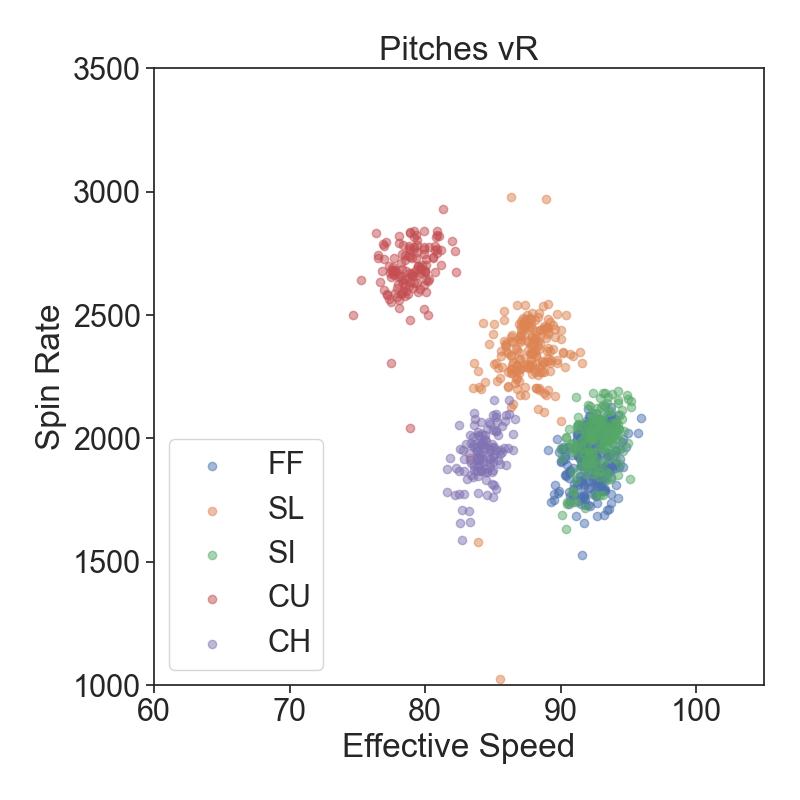 Pitches vR
3500
3000
2500
2000
1500
1000
Spin Rate
FF
SL
SI
CU
CH
60 70 80 90 100
Effective Speed